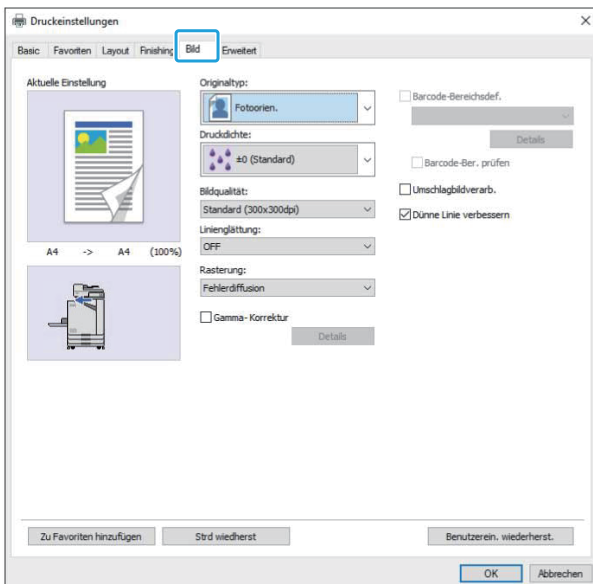 Druckeinstellungen
Basic Favoriten Layout Finishing Bild Erweitert
Aktuelle Einstellung
A4 -> A4 (100%)
Originaltyp:
Fotoorien.
Druckdichte:
±0 (Standard)
Bildqualität:
Standard (300x300dpi)
Linienglättung:
OFF
Rasterung:
Fehlerdiffusion
Gamma- Korrektur
Details
Barcode-Bereichsdef.
Details
Barcode-Ber. prüfen
Umschlagbildverarb.
Dünne Linie verbessern
Zu Favoriten hinzufügen Strd wiedherst Benutzerein. wiederherst.
OK Abbrechen